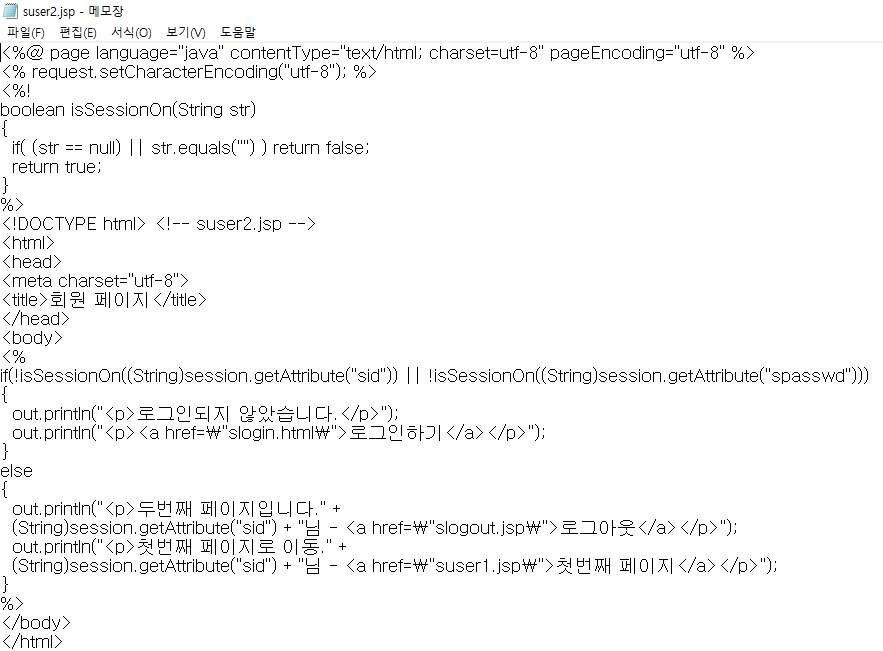 suser2.jsp - 메모장
파일(F) 편집(E) 서식(O) 보기(V) 도움말
<%@ page language="java" contentType="text/html; charset=utf-8" pageEncoding="utf-8" %>
<% request.setCharacterEncoding("utf-8"); %>
<%!
boolean isSessionOn(String str)
{
  if( (str == null) || str.equals("") ) return false;
  return true;
}
%>
<!DOCTYPE html> <!-- suser2.jsp -->
<html>
<head>
<meta charset="utf-8">
<title>회원 페이지</title>
</head>
<body>
<%
if(!isSessionOn((String)session.getAttribute("sid")) || !isSessionOn((String)session.getAttribute("spasswd")))
{
  out.println("<p>로그인되지 않았습니다.</p>");
  out.println("<p><a href=₩"slogin.html₩">로그인하기</a></p>");
}
else
{
  out.println("<p>두번째 페이지입니다." +
  (String)session.getAttribute("sid") + "님 - <a href=₩"slogout.jsp₩">로그아웃</a></p>");
  out.println("<p>첫번째 페이지로 이동." +
  (String)session.getAttribute("sid") + "님 - <a href=₩"suser1.jsp₩">첫번째 페이지</a></p>");
}
%>
</body>
</html>